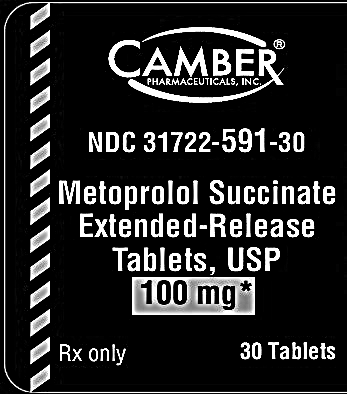 CAMBER®
PHARMACEUTICALS, INC.
NDC 31722-591-30
Metoprolol Succinate
Extended-Release
Tablets, USP
100 mg*
Rx only 30 Tablets